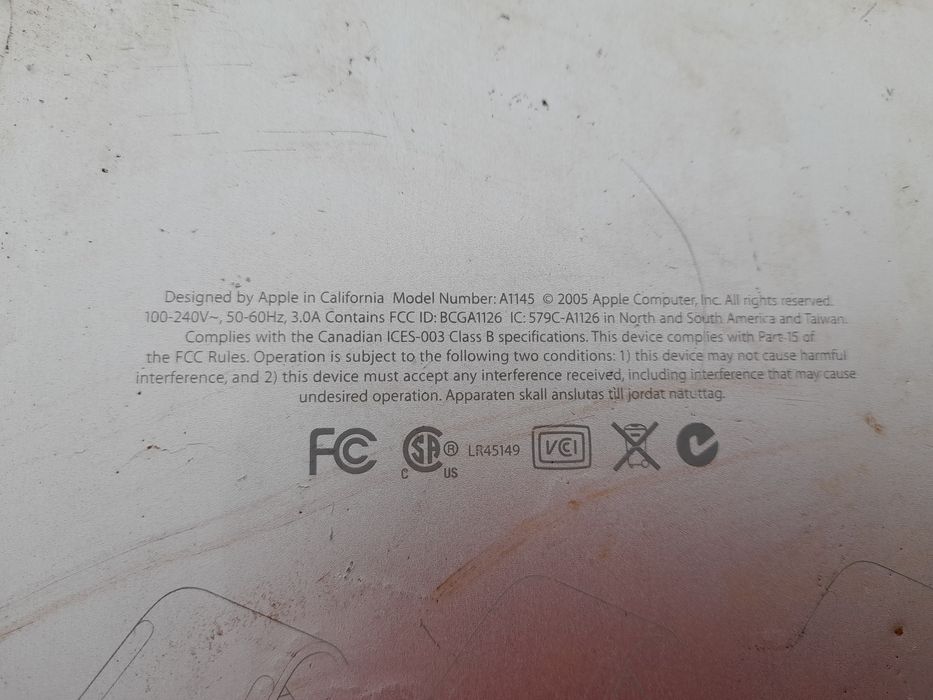 Designed by Apple in California Model Number: A1145 © 2005 Apple Computer, Inc. All rights reserved.
100-240V~, 50-60Hz, 3.0A Contains FCC ID: BCGA1126 IC: 579C-A1126 in North and South America and Taiwan.
Complies with the Canadian ICES-003 Class B specifications. This device complies with Part 15 of
the FCC Rules. Operation is subject to the following two conditions: 1) this device may not cause harmful
interference, and 2) this device must accept any interference received, including interference that may cause
undesired operation. Apparaten skall anslutas till jordat natuttag.
FC SA® LR45149 VCI
C US